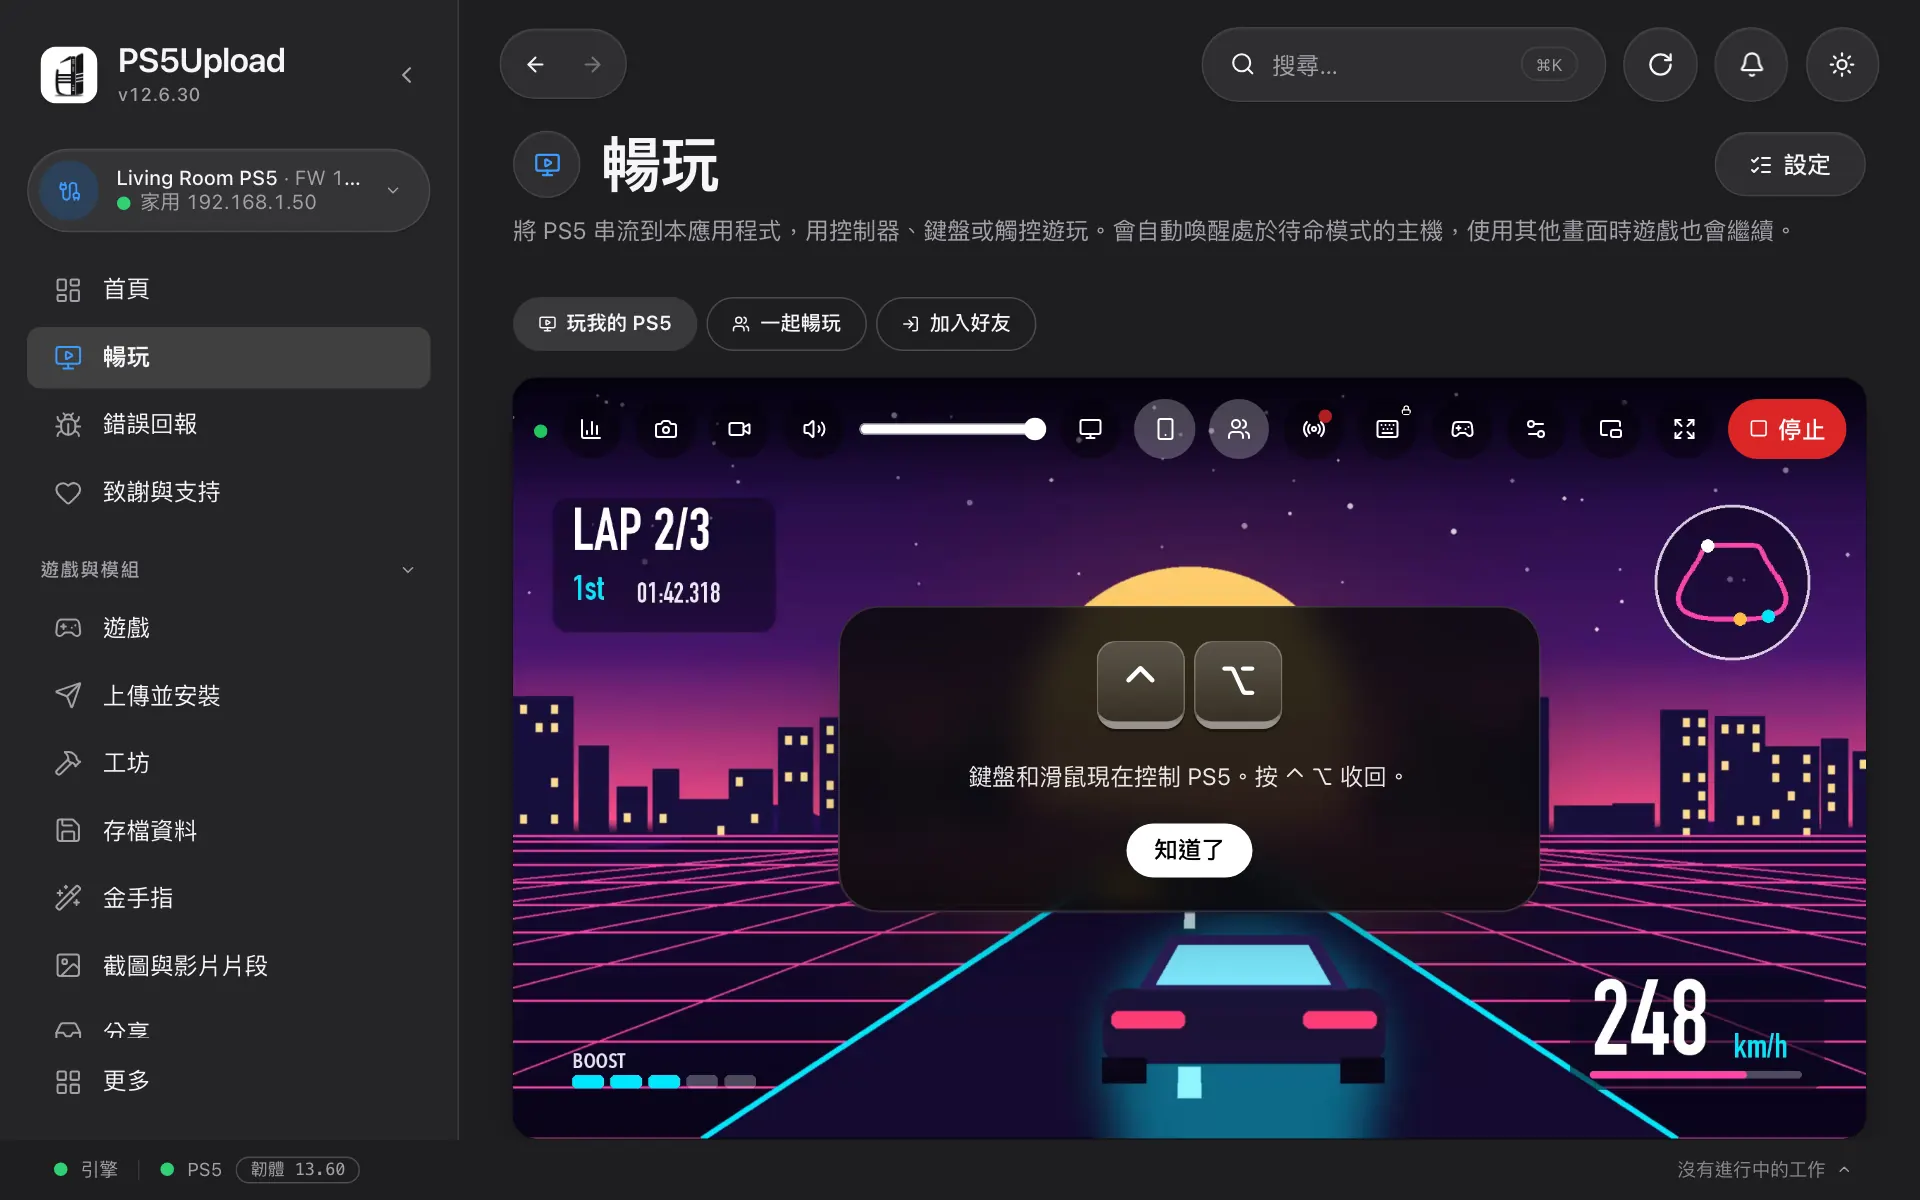 PS5Upload
v12.6.30
Living Room PS5 · FW 1...
家用 192.168.1.50
首頁
暢玩
錯誤回報
致謝與支持
遊戲與模組
遊戲
上傳並安裝
工坊
存檔資料
金手指
截圖與影片片段
分享
更多
搜尋... ⌘K
暢玩
設定
將 PS5 串流到本應用程式，用控制器、鍵盤或觸控遊玩。會自動喚醒處於待命模式的主機，使用其他畫面時遊戲也會繼續。
玩我的 PS5
一起暢玩
加入好友
停止
LAP 2/3
1st 01:42.318
⌃ ⌥
鍵盤和滑鼠現在控制 PS5。按 ⌃ ⌥ 收回。
知道了
BOOST
248 km/h
引擎
PS5
韌體 13.60
沒有進行中的工作